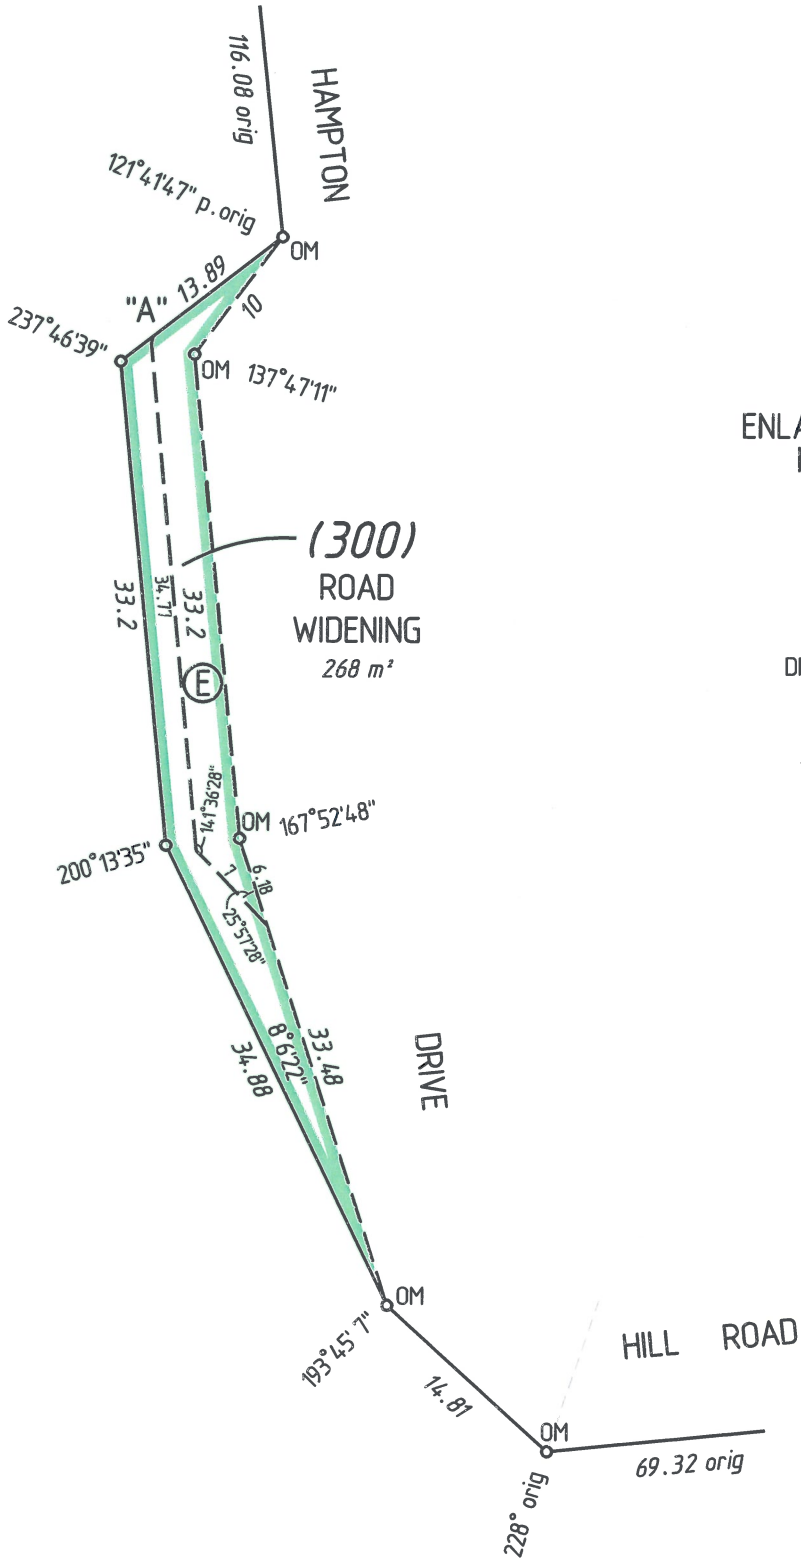 116.08 orig
HAMPTON
121°41'47" p.orig
OM
"A"
13.89
10
237°46'39"
OM
137°47'11"
ENLA
(300)
ROAD
WIDENING
268 m²
33.2
34.77
33.2
E
141°36'28"
OM
167°52'48"
200°13'35"
7
6.18
25°57'28"
8°6'22"
33.48
34.88
DRIVE
OM
193°45' 7"
14.81
HILL ROAD
OM
69.32 orig
228° orig